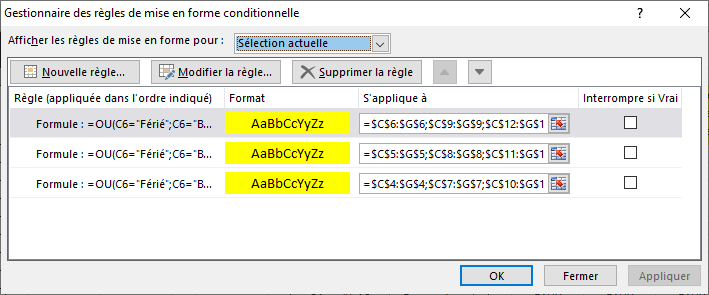 Gestionnaire des règles de mise en forme conditionnelle
Afficher les règles de mise en forme pour : Sélection actuelle
Nouvelle règle... Modifier la règle... Supprimer la règle
Règle (appliquée dans l'ordre indiqué) Format S'applique à Interrompre si Vrai
Formule : =OU(C6="Férié";C6="B... AaBbCcYyZz =$C$6:$G$6;$C$9:$G$9;$C$12:$G$1
Formule : =OU(C6="Férié";C6="B... AaBbCcYyZz =$C$5:$G$5;$C$8:$G$8;$C$11:$G$1
Formule : =OU(C6="Férié";C6="B... AaBbCcYyZz =$C$4:$G$4;$C$7:$G$7;$C$10:$G$1
OK Fermer Appliquer